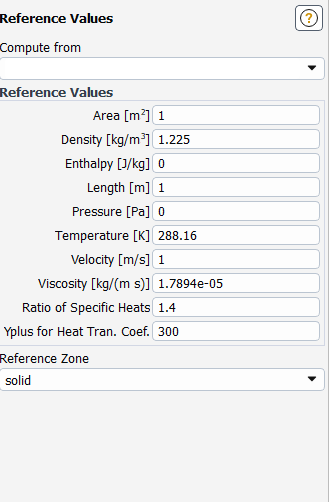 Reference Values
?
Compute from
Reference Values
Area [m²] 1
Density [kg/m³] 1.225
Enthalpy [J/kg] 0
Length [m] 1
Pressure [Pa] 0
Temperature [K] 288.16
Velocity [m/s] 1
Viscosity [kg/(m s)] 1.7894e-05
Ratio of Specific Heats 1.4
Yplus for Heat Tran. Coef. 300
Reference Zone
solid